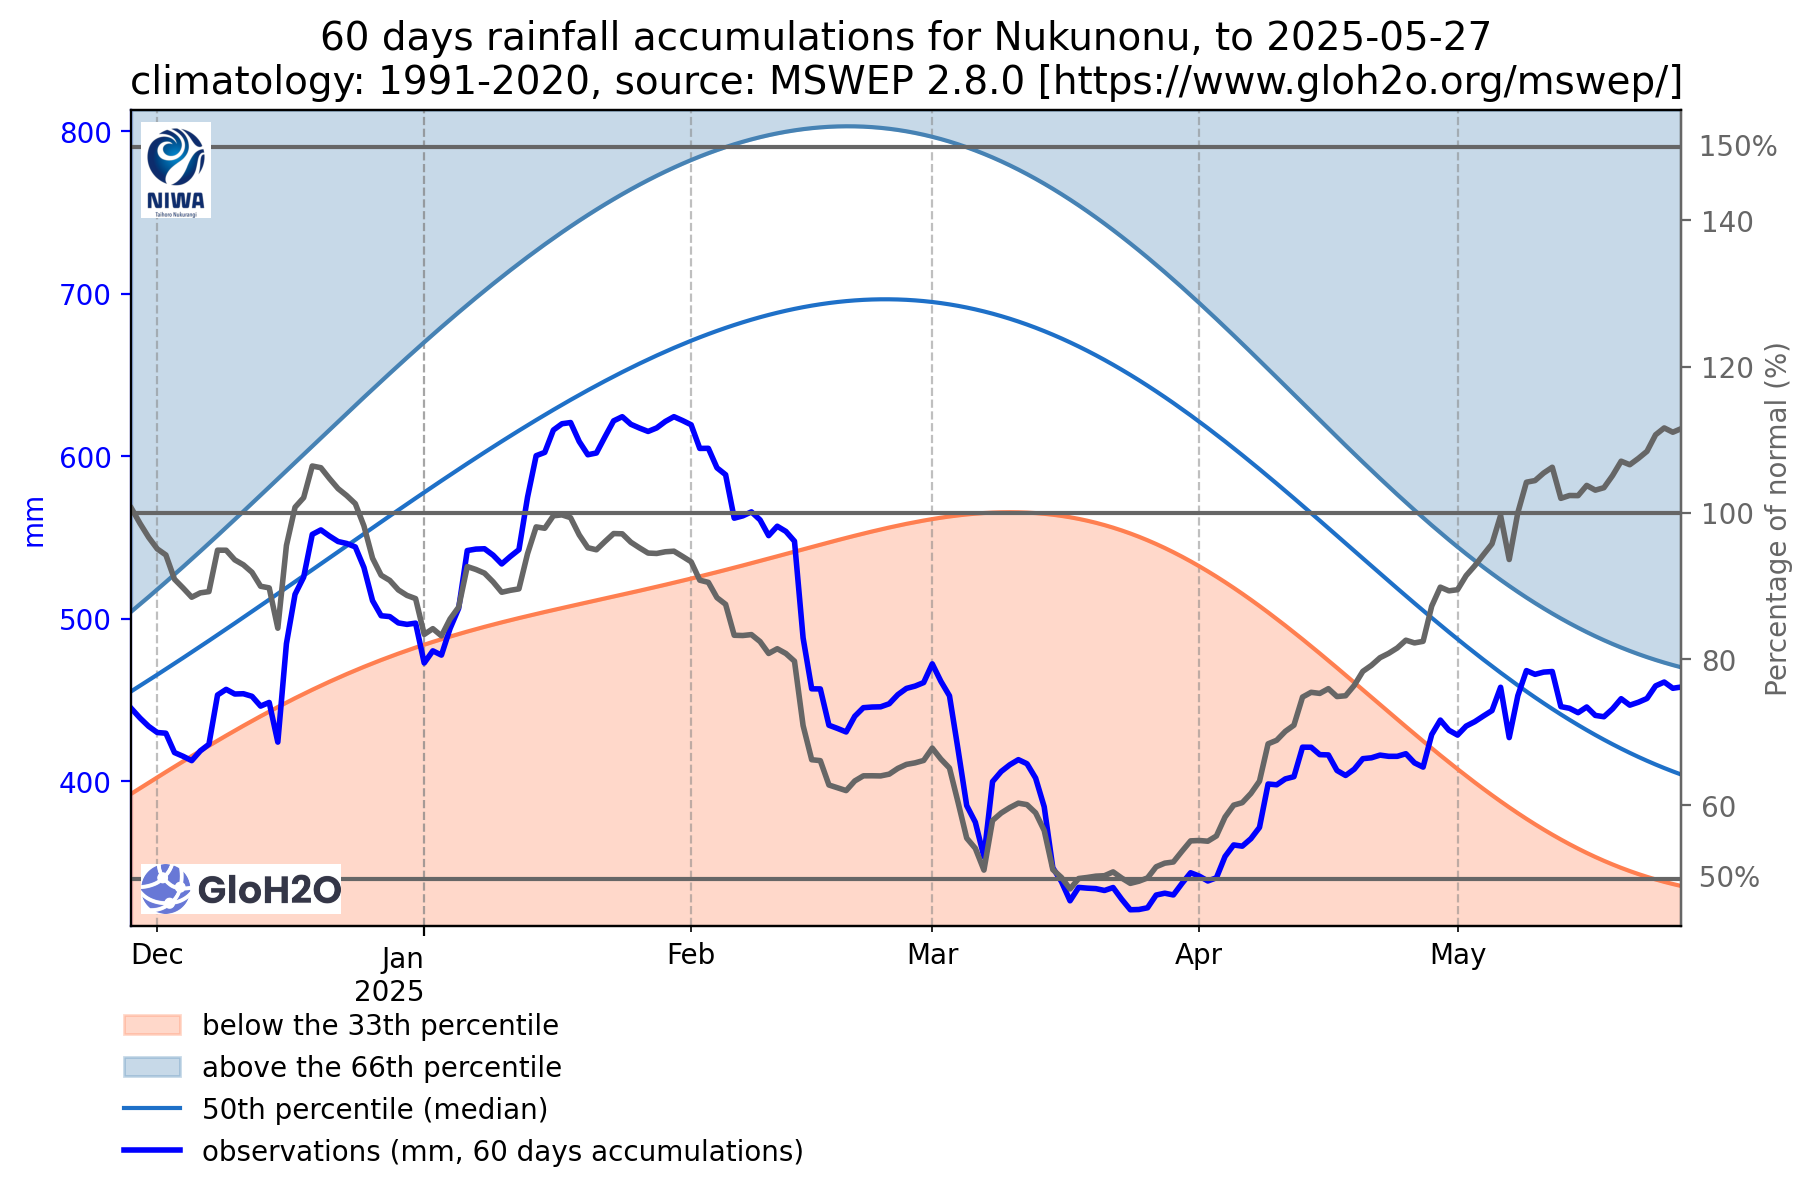 60 days rainfall accumulations for Nukunonu, to 2025-05-27
climatology: 1991-2020, source: MSWEP 2.8.0 [https://www.gloh2o.org/mswep/]
800
700
600
500
400
mm
NIWA
Taihoro Nukurangi
GloH2O
150%
140
120
100
80
60
50%
Percentage of normal (%)
Dec
Jan
2025
Feb
Mar
Apr
May
below the 33th percentile
above the 66th percentile
50th percentile (median)
observations (mm, 60 days accumulations)